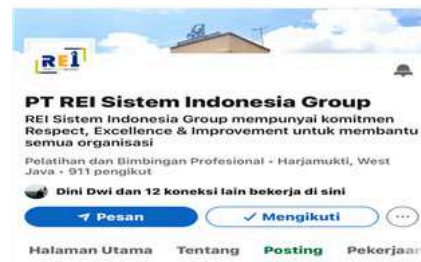 REI
PT REI Sistem Indonesia Group
REI Sistem Indonesia Group mempunyai komitmen
Respect, Excellence & Improvement untuk membantu
semua organisasi
Pelatihan dan Bimbingan Profesional • Harjamukti, West
Java • 911 pengikut
Dini Dwi dan 12 koneksi lain bekerja di sini
Pesan
Mengikuti
Halaman Utama Tentang Posting Pekerjaan